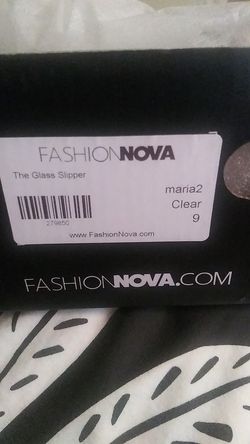 FASHIONNOVA
The Glass Slipper
maria2
Clear
9
279850
www.FashionNova.com
FASHIONNOVA.COM